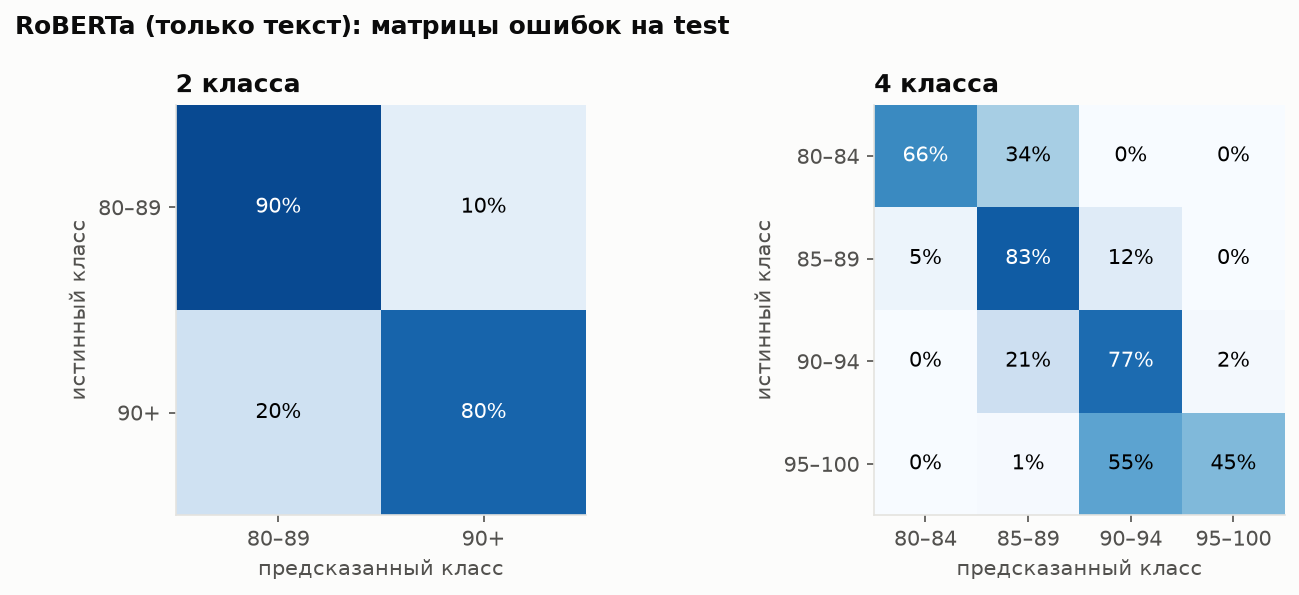 RoBERTa (только текст): матрицы ошибок на test
2 класса
истинный класс
80–89
90% 10%
90+
20% 80%
80–89 90+
предсказанный класс
4 класса
истинный класс
80–84
66% 34% 0% 0%
85–89
5% 83% 12% 0%
90–94
0% 21% 77% 2%
95–100
0% 1% 55% 45%
80–84 85–89 90–94 95–100
предсказанный класс